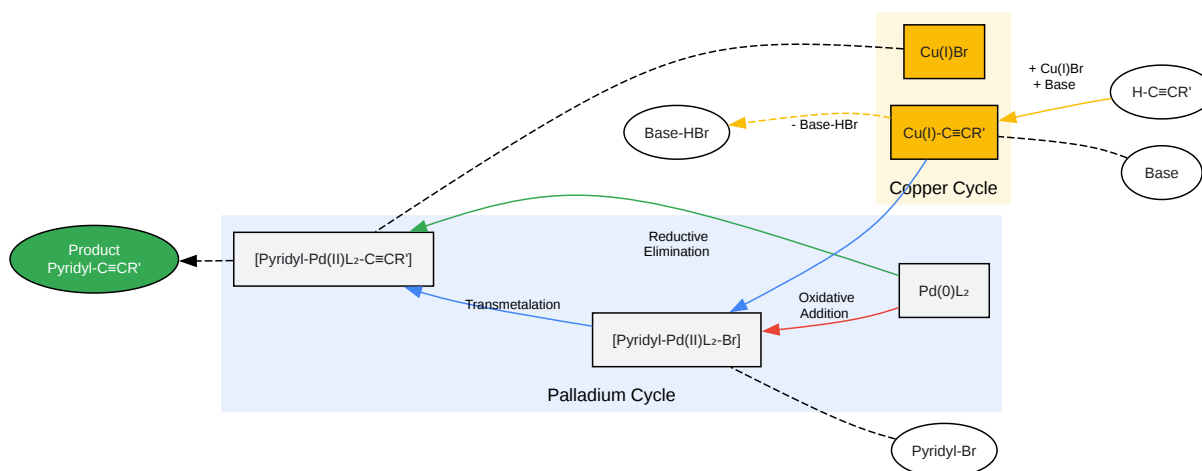 Cu(I)Br
+ Cu(I)Br
+ Base
H-C≡CR'
Base-HBr
- Base-HBr
Cu(I)-C≡CR'
Base
Copper Cycle
Product
Pyridyl-C≡CR'
[Pyridyl-Pd(II)L₂-C≡CR']
Reductive
Elimination
Pd(0)L₂
Transmetalation
Oxidative
Addition
[Pyridyl-Pd(II)L₂-Br]
Palladium Cycle
Pyridyl-Br